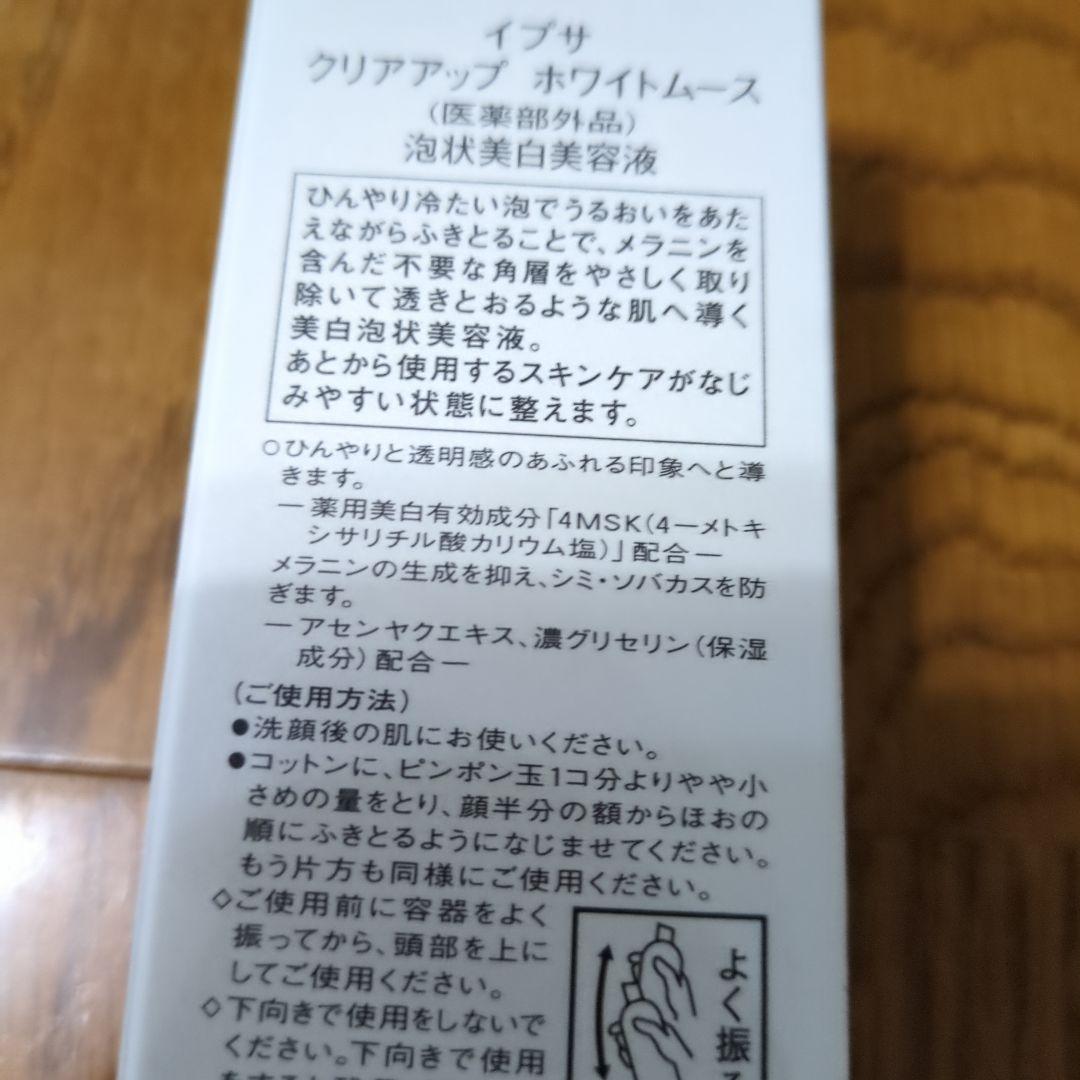 イプサ
クリアアップ ホワイトムース
(医薬部外品)
泡状美白美容液
ひんやり冷たい泡でうるおいをあた
えながらふきとることで、メラニンを
含んだ不要な角層をやさしく取り
除いて透きとおるような肌へ導く
美白泡状美容液。
あとから使用するスキンケアがなじ
みやすい状態に整えます。
○ひんやりと透明感のあふれる印象へと導
きます。
ー薬用美白有効成分「4MSK(4ーメトキ
シサリチル酸カリウム塩)」配合ー
メラニンの生成を抑え、シミ・ソバカスを防
ぎます。
ーアセンヤクエキス、濃グリセリン(保湿
成分)配合ー
(ご使用方法)
●洗顔後の肌にお使いください。
●コットンに、ピンポン玉1コ分よりやや小
さめの量をとり、顔半分の額からほおの
順にふきとるようになじませてください。
もう片方も同様にご使用ください。
◇ご使用前に容器をよく
振ってから、頭部を上に
してご使用ください。
◇下向きで使用をしないで
ください。下向きで使用
よく振